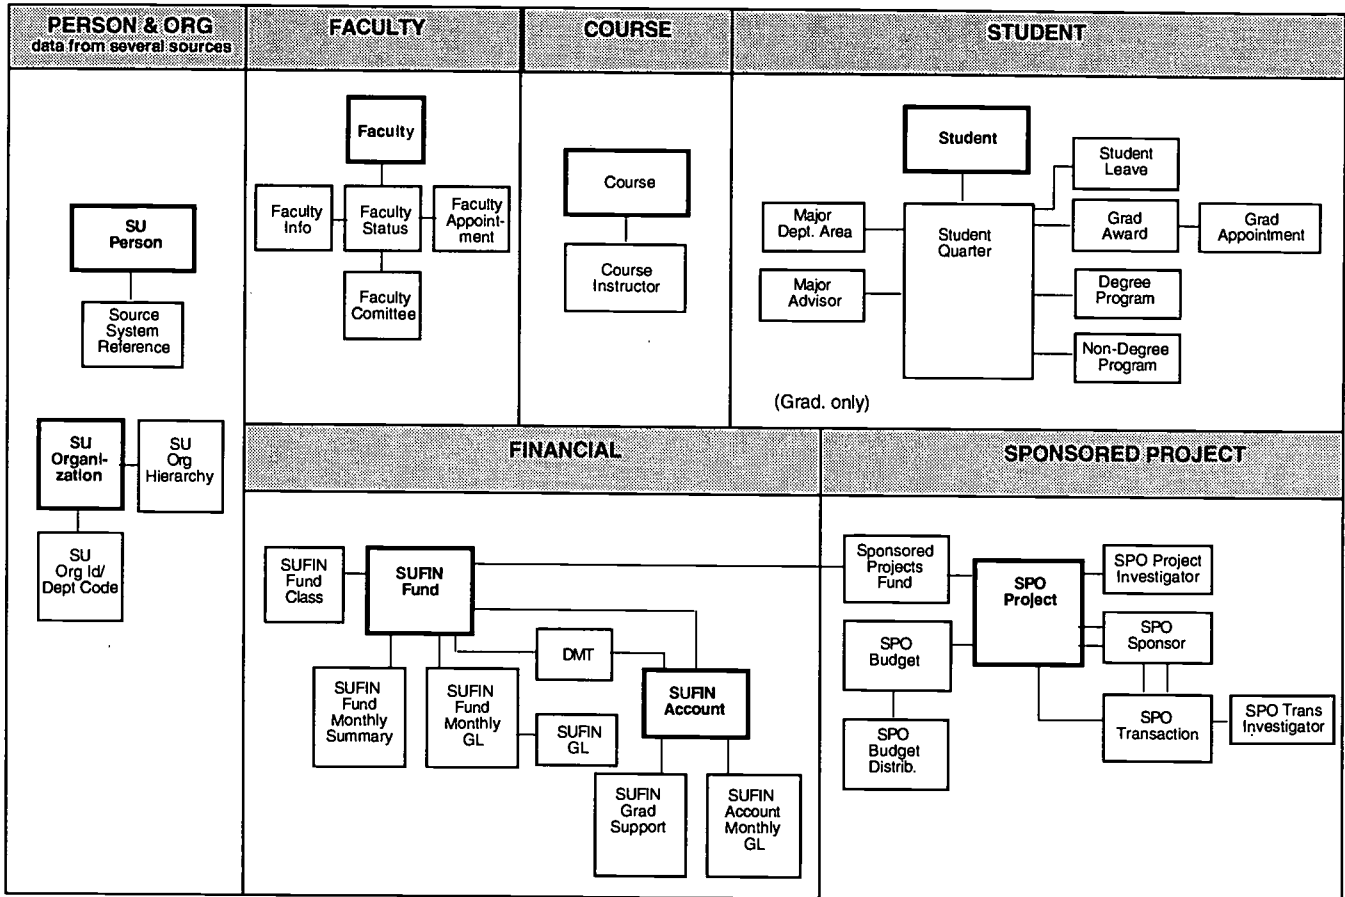 PERSON & ORG
data from several sources
FACULTY
COURSE
STUDENT
SU
Person
Source
System
Reference
SU
Organi-
zation
SU
Org
Hierarchy
SU
Org Id/
Dept Code
Faculty
Faculty
Info
Faculty
Status
Faculty
Appoint-
ment
Faculty
Comittee
Course
Course
Instructor
Student
Student
Quarter
Major
Dept. Area
Major
Advisor
Student
Leave
Grad
Award
Grad
Appointment
Degree
Program
Non-Degree
Program
(Grad. only)
FINANCIAL
SUFIN
Fund
Class
SUFIN
Fund
DMT
SUFIN
Fund
Monthly
Summary
SUFIN
Fund
Monthly
GL
SUFIN
GL
SUFIN
Account
SUFIN
Grad
Support
SUFIN
Account
Monthly
GL
SPONSORED PROJECT
Sponsored
Projects
Fund
SPO
Project
SPO Project
Investigator
SPO
Budget
SPO
Sponsor
SPO
Budget
Distrib.
SPO
Transaction
SPO Trans
Investigator